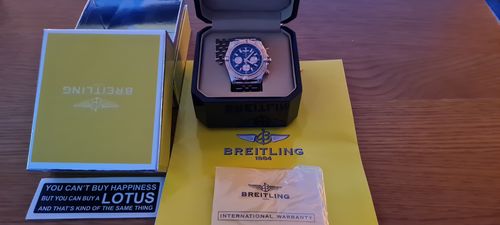 BREITLING
BREITLING
1884
BREITLING
INTERNATIONAL WARRANTY
YOU CAN'T BUY HAPPINESS
BUT YOU CAN BUY A LOTUS
AND THAT'S KIND OF THE SAME THING